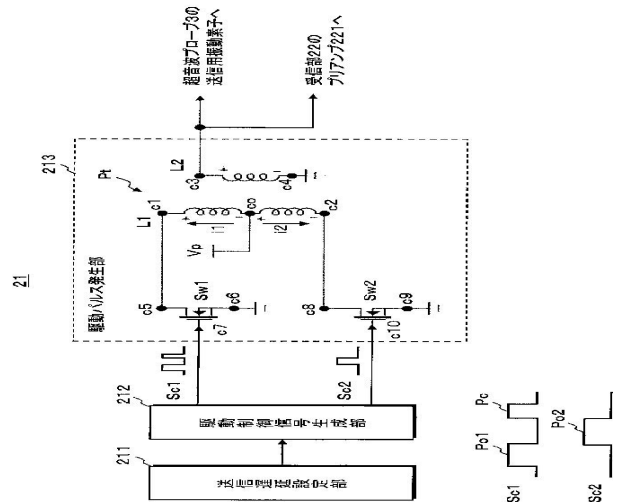 21
213
駆動パルス発生部
Pt
超音波プローブ3の
送信用振動素子へ
受信部22の
プリアンプ221へ
L1
c1
L2
c3
c4
c0
i1
i2
c2
Vp
c5
Sw1
c6
c7
c8
Sw2
c9
c10
Sc1
Sc2
212
駆動制御信号生成部
211
送信遅延設定部
Sc1
Po1
Pc
Sc2
Po2